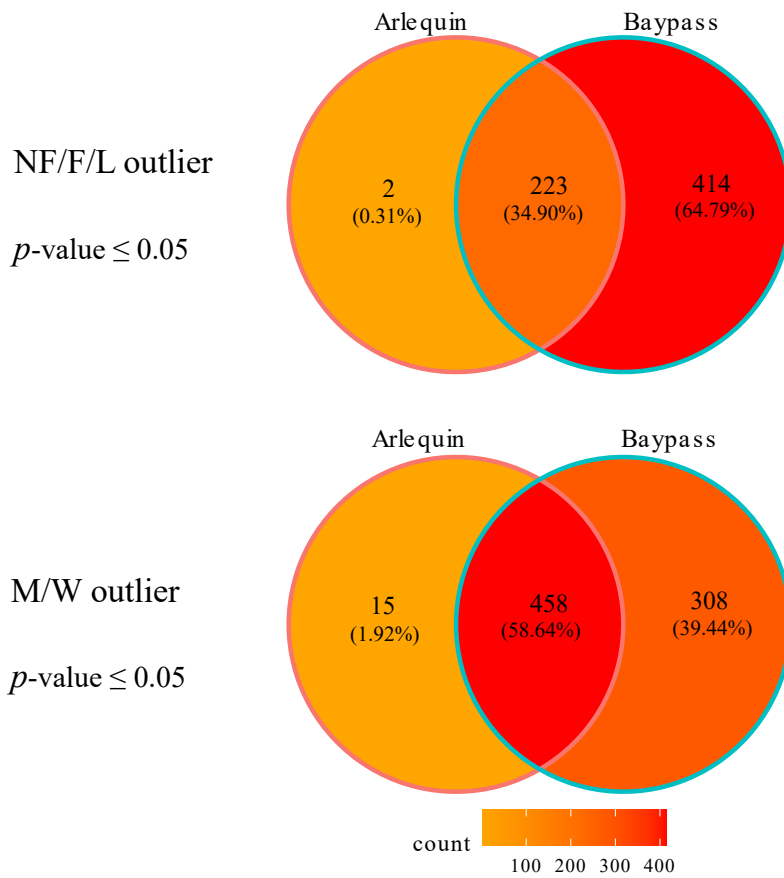 Arlequin Baypass
NF/F/L outlier
p-value ≤ 0.05
2 223 414
(0.31%) (34.90%) (64.79%)
Arlequin Baypass
M/W outlier
p-value ≤ 0.05
15 458 308
(1.92%) (58.64%) (39.44%)
count
100 200 300 400